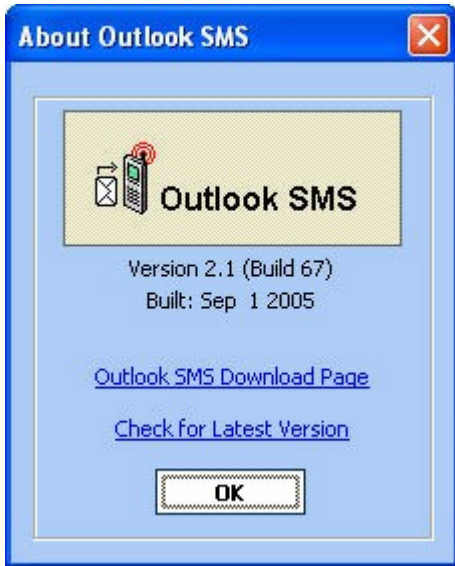 About Outlook SMS
Outlook SMS
Version 2.1 (Build 67)
Built: Sep  1 2005
Outlook SMS Download Page
Check for Latest Version
OK